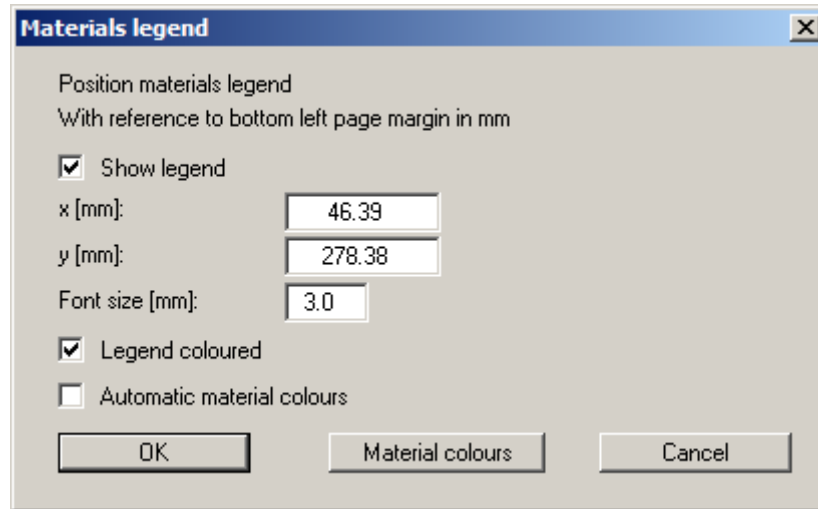 Materials legend
Position materials legend
With reference to bottom left page margin in mm
Show legend
x [mm]: 46.39
y [mm]: 278.38
Font size [mm]: 3.0
Legend coloured
Automatic material colours
OK Material colours Cancel